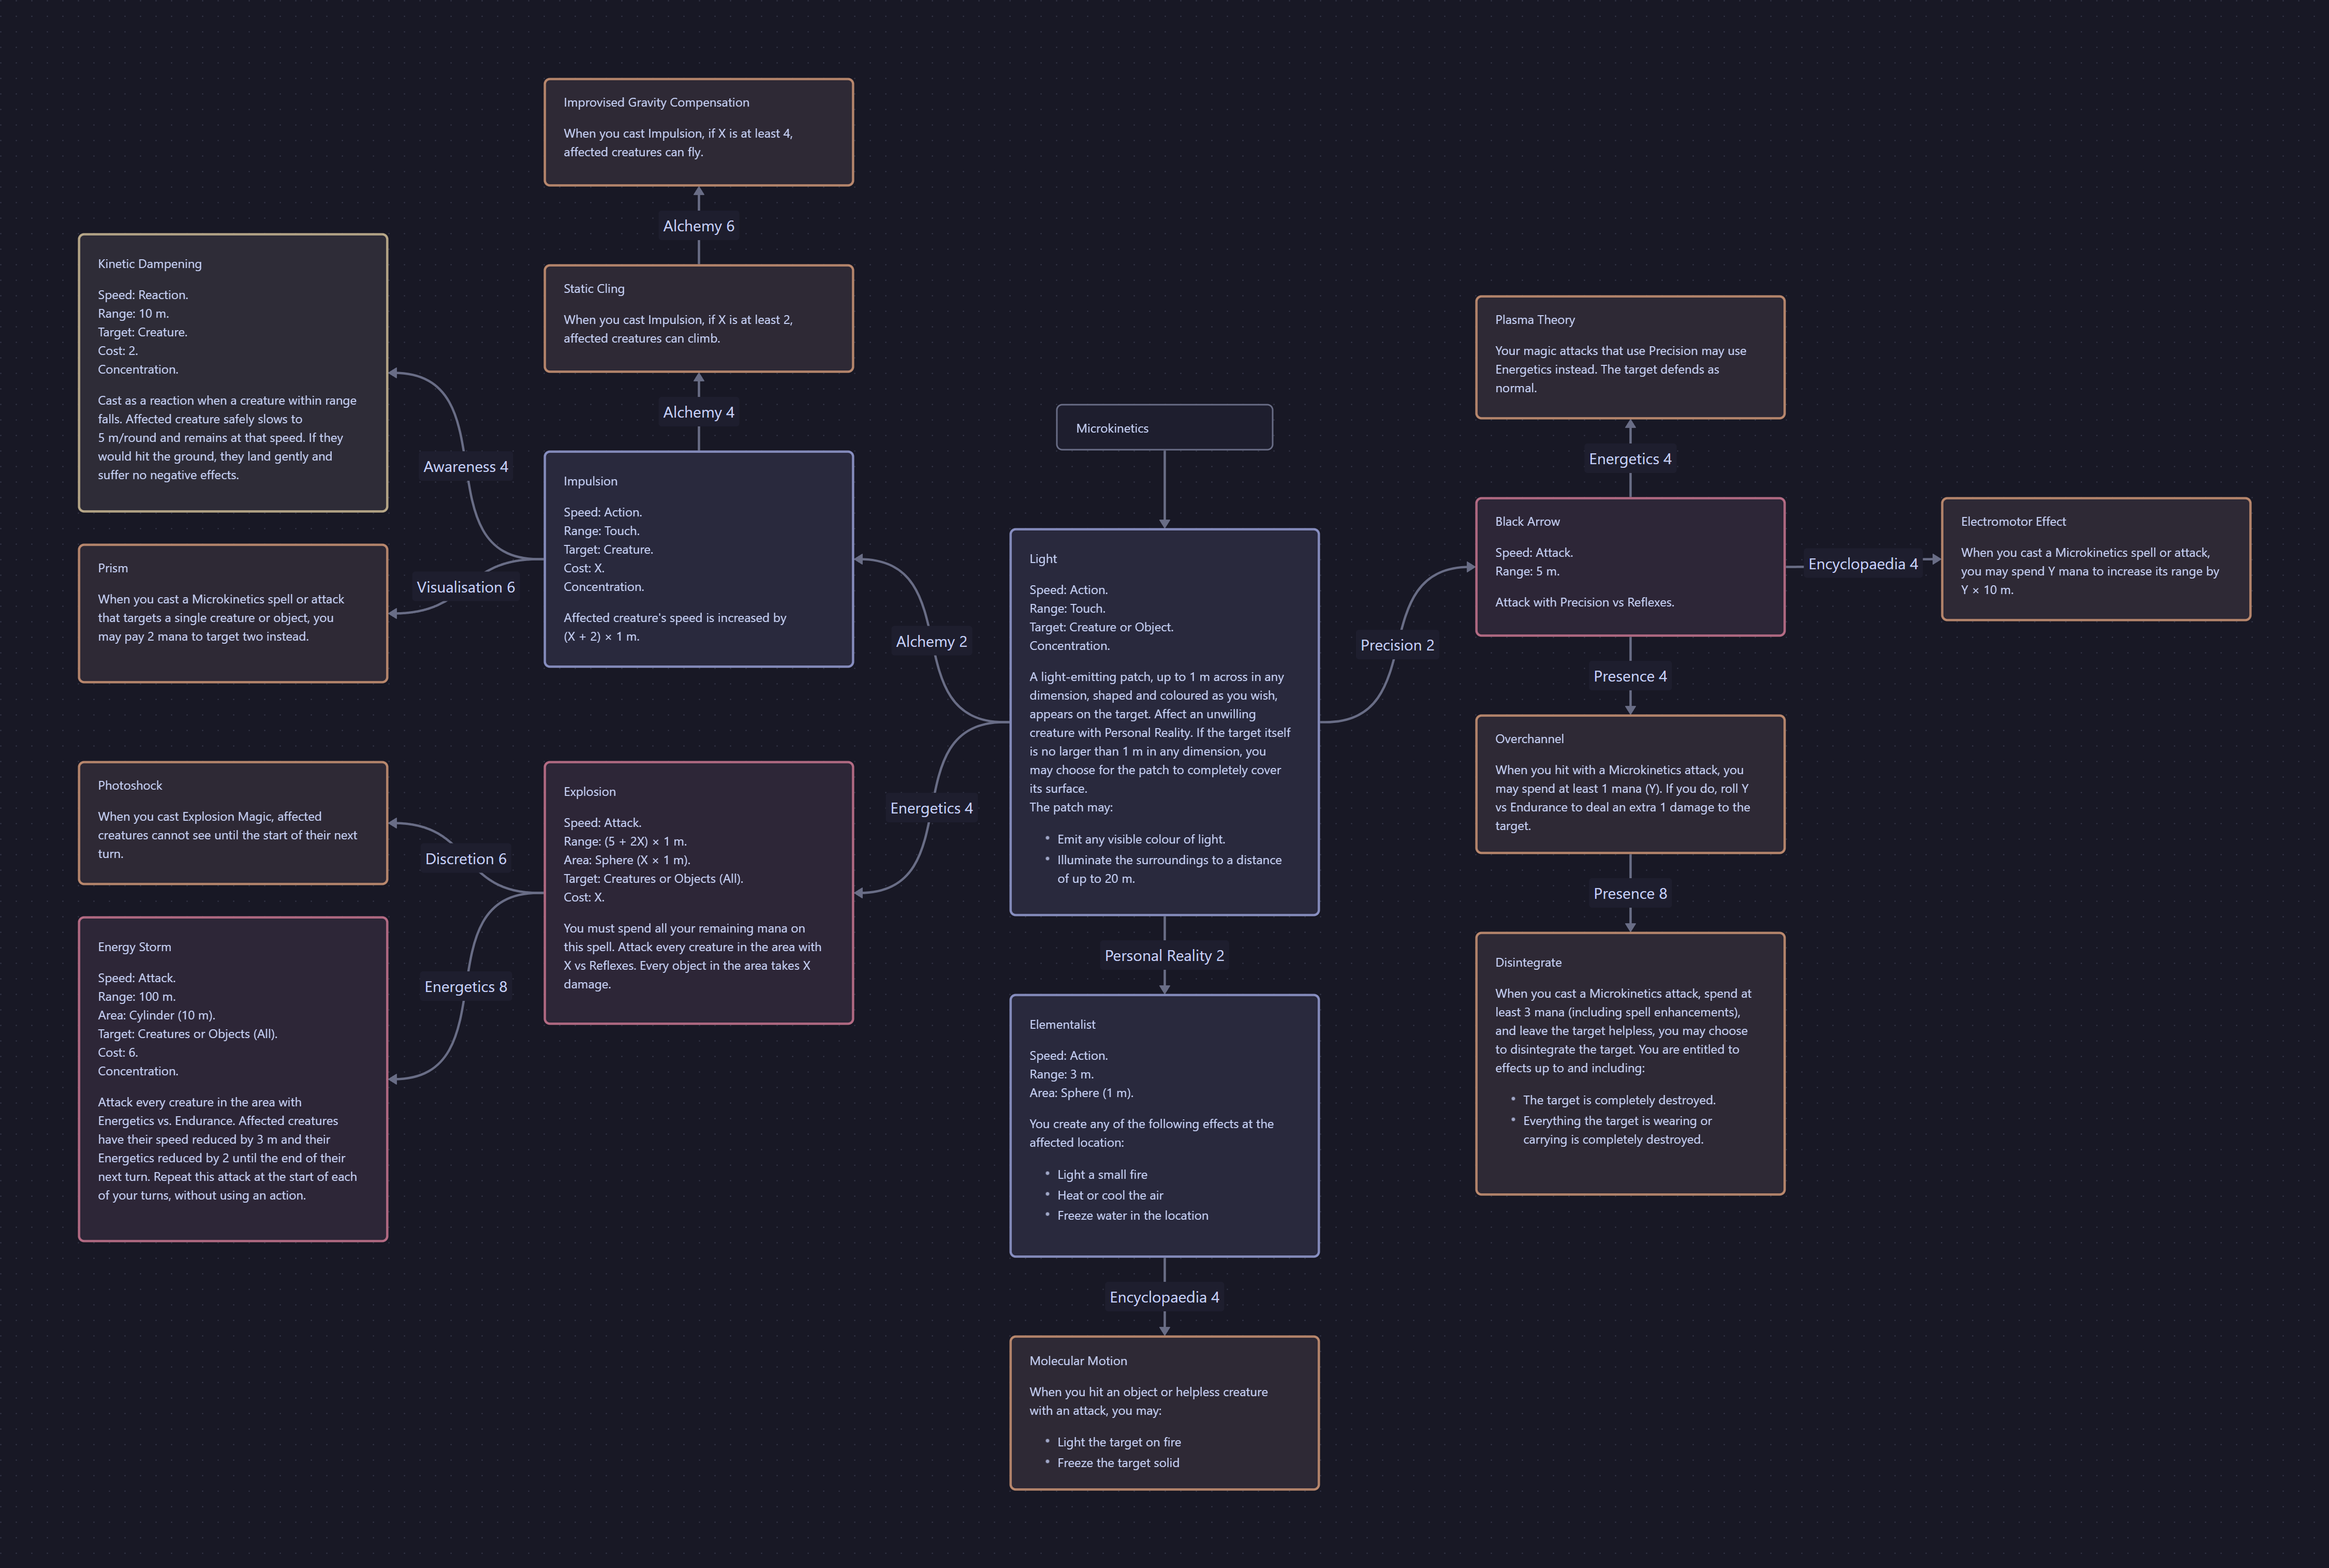 Improvised Gravity Compensation
When you cast Impulsion, if X is at least 4,
affected creatures can fly.
Alchemy 6
Kinetic Dampening
Speed: Reaction.
Range: 10 m.
Target: Creature.
Cost: 2.
Concentration.
Cast as a reaction when a creature within range
falls. Affected creature safely slows to
5 m/round and remains at that speed. If they
would hit the ground, they land gently and
suffer no negative effects.
Static Cling
When you cast Impulsion, if X is at least 2,
affected creatures can climb.
Alchemy 4
Awareness 4
Impulsion
Speed: Action.
Range: Touch.
Target: Creature.
Cost: X.
Concentration.
Affected creature's speed is increased by
(X + 2) × 1 m.
Prism
When you cast a Microkinetics spell or attack
that targets a single creature or object, you
may pay 2 mana to target two instead.
Visualisation 6
Alchemy 2
Photoshock
When you cast Explosion Magic, affected
creatures cannot see until the start of their next
turn.
Discretion 6
Explosion
Speed: Attack.
Range: (5 + 2X) × 1 m.
Area: Sphere (X × 1 m).
Target: Creatures or Objects (All).
Cost: X.
You must spend all your remaining mana on
this spell. Attack every creature in the area with
X vs Reflexes. Every object in the area takes X
damage.
Energetics 4
Energy Storm
Speed: Attack.
Range: 100 m.
Area: Cylinder (10 m).
Target: Creatures or Objects (All).
Cost: 6.
Concentration.
Attack every creature in the area with
Energetics vs. Endurance. Affected creatures
have their speed reduced by 3 m and their
Energetics reduced by 2 until the end of their
next turn. Repeat this attack at the start of each
of your turns, without using an action.
Energetics 8
Microkinetics
Light
Speed: Action.
Range: Touch.
Target: Creature or Object.
Concentration.
A light-emitting patch, up to 1 m across in any
dimension, shaped and coloured as you wish,
appears on the target. Affect an unwilling
creature with Personal Reality. If the target itself
is no larger than 1 m in any dimension, you
may choose for the patch to completely cover
its surface.
The patch may:
• Emit any visible colour of light.
• Illuminate the surroundings to a distance
of up to 20 m.
Personal Reality 2
Elementalist
Speed: Action.
Range: 3 m.
Area: Sphere (1 m).
You create any of the following effects at the
affected location:
• Light a small fire
• Heat or cool the air
• Freeze water in the location
Encyclopaedia 4
Molecular Motion
When you hit an object or helpless creature
with an attack, you may:
• Light the target on fire
• Freeze the target solid
Precision 2
Plasma Theory
Your magic attacks that use Precision may use
Energetics instead. The target defends as
normal.
Energetics 4
Black Arrow
Speed: Attack.
Range: 5 m.
Attack with Precision vs Reflexes.
Encyclopaedia 4
Electromotor Effect
When you cast a Microkinetics spell or attack,
you may spend Y mana to increase its range by
Y × 10 m.
Presence 4
Overchannel
When you hit with a Microkinetics attack, you
may spend at least 1 mana (Y). If you do, roll Y
vs Endurance to deal an extra 1 damage to the
target.
Presence 8
Disintegrate
When you cast a Microkinetics attack, spend at
least 3 mana (including spell enhancements),
and leave the target helpless, you may choose
to disintegrate the target. You are entitled to
effects up to and including:
• The target is completely destroyed.
• Everything the target is wearing or
carrying is completely destroyed.